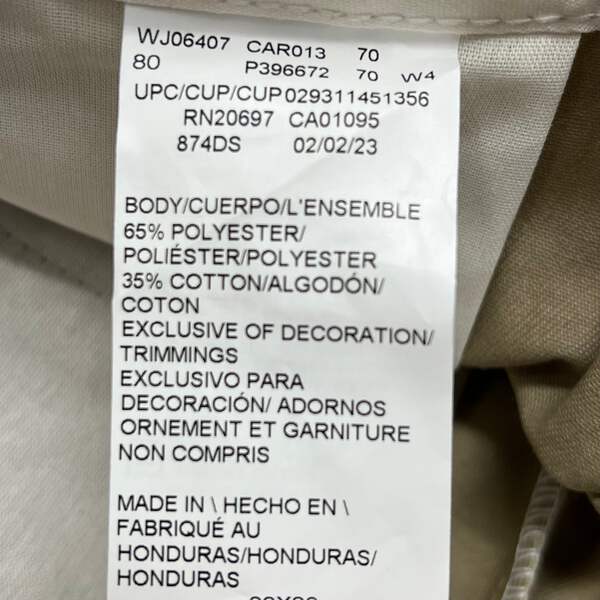 WJ06407 CAR013 70
80 P396672 70 W4
UPC/CUP/CUP 029311451356
RN20697 CA01095
874DS 02/02/23
BODY/CUERPO/L'ENSEMBLE
65% POLYESTER/
POLIÉSTER/POLYESTER
35% COTTON/ALGODÓN/
COTON
EXCLUSIVE OF DECORATION/
TRIMMINGS
EXCLUSIVO PARA
DECORACIÓN/ ADORNOS
ORNEMENT ET GARNITURE
NON COMPRIS
MADE IN \ HECHO EN \
FABRIQUÉ AU
HONDURAS/HONDURAS/
HONDURAS